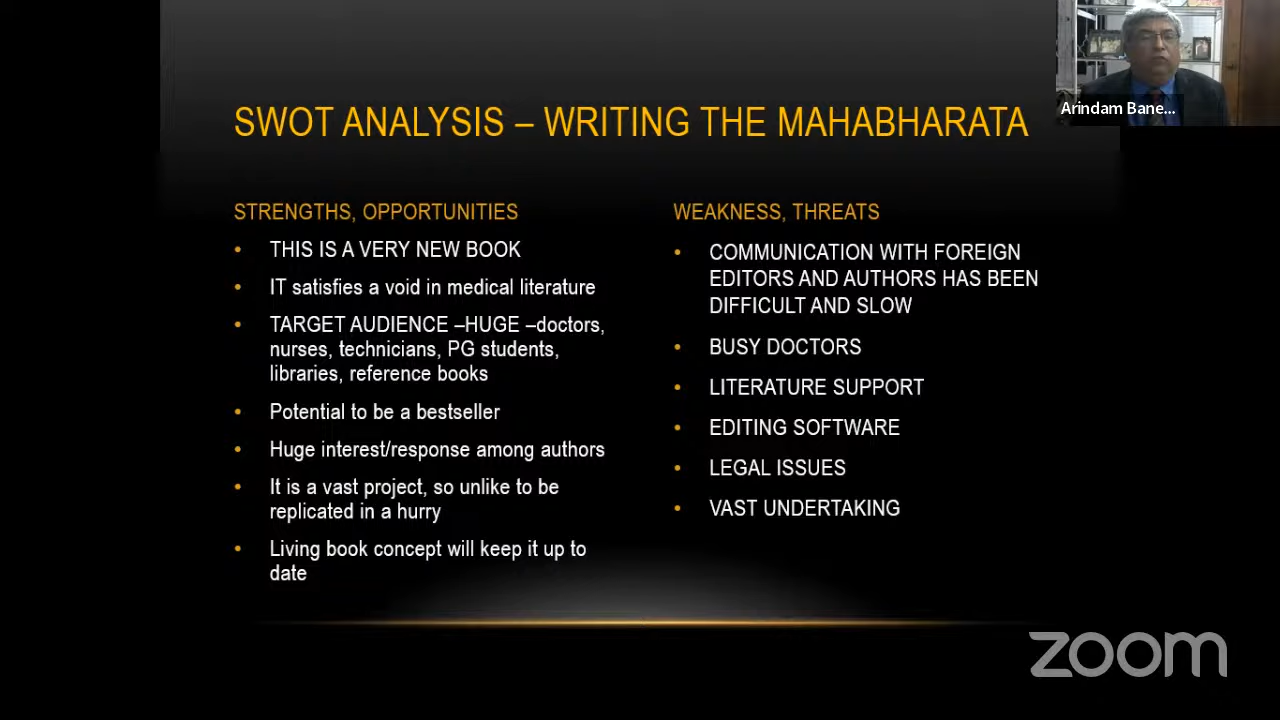 SWOT ANALYSIS – WRITING THE MAHABHARATA
STRENGTHS, OPPORTUNITIES
• THIS IS A VERY NEW BOOK
• IT satisfies a void in medical literature
• TARGET AUDIENCE –HUGE –doctors,
nurses, technicians, PG students,
libraries, reference books
• Potential to be a bestseller
• Huge interest/response among authors
• It is a vast project, so unlike to be
replicated in a hurry
• Living book concept will keep it up to
date
WEAKNESS, THREATS
• COMMUNICATION WITH FOREIGN
EDITORS AND AUTHORS HAS BEEN
DIFFICULT AND SLOW
• BUSY DOCTORS
• LITERATURE SUPPORT
• EDITING SOFTWARE
• LEGAL ISSUES
• VAST UNDERTAKING
Arindam Bane...
zoom